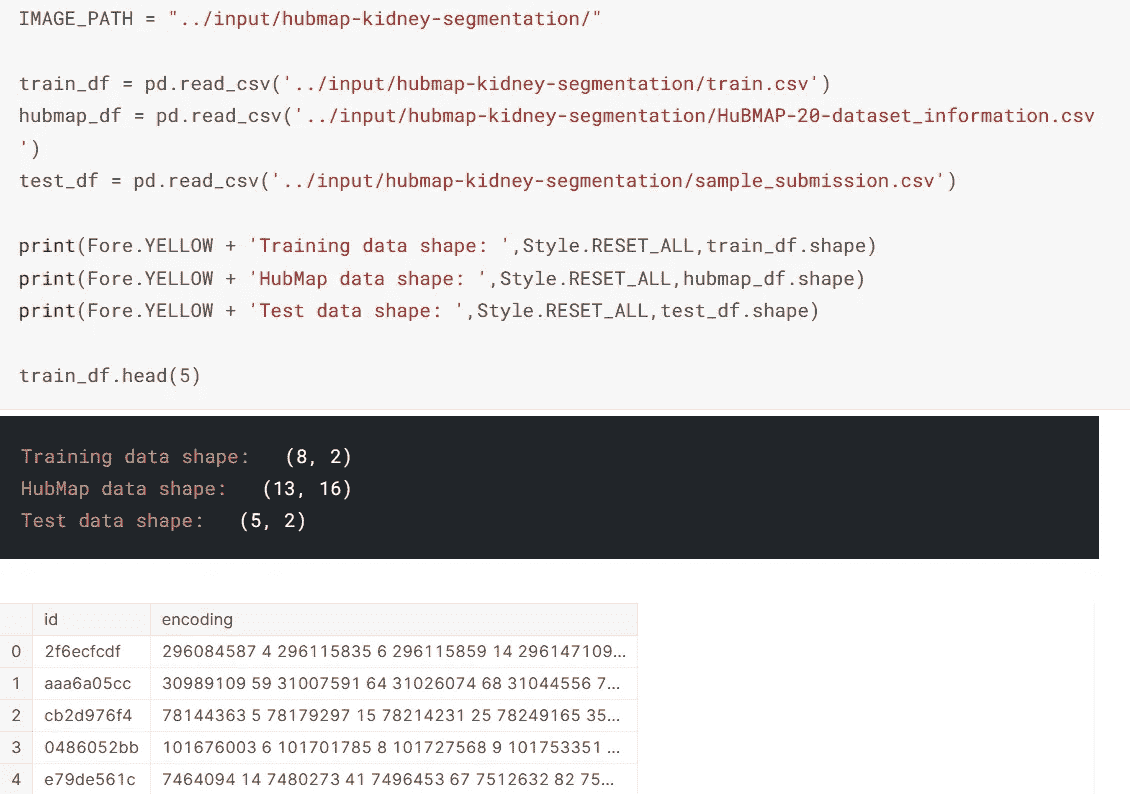 IMAGE_PATH = "../input/hubmap-kidney-segmentation/"
train_df = pd.read_csv('../input/hubmap-kidney-segmentation/train.csv')
hubmap_df = pd.read_csv('../input/hubmap-kidney-segmentation/HuBMAP-20-dataset_information.csv
')
test_df = pd.read_csv('../input/hubmap-kidney-segmentation/sample_submission.csv')
print(Fore.YELLOW + 'Training data shape: ',Style.RESET_ALL,train_df.shape)
print(Fore.YELLOW + 'HubMap data shape: ',Style.RESET_ALL,hubmap_df.shape)
print(Fore.YELLOW + 'Test data shape: ',Style.RESET_ALL,test_df.shape)
train_df.head(5)
Training data shape:   (8, 2)
HubMap data shape:   (13, 16)
Test data shape:   (5, 2)
id encoding
0 2f6ecfcdf 296084587 4 296115835 6 296115859 14 296147109...
1 aaa6a05cc 30989109 59 31007591 64 31026074 68 31044556 7...
2 cb2d976f4 78144363 5 78179297 15 78214231 25 78249165 35...
3 0486052bb 101676003 6 101701785 8 101727568 9 101753351 ...
4 e79de561c 7464094 14 7480273 41 7496453 67 7512632 82 75...